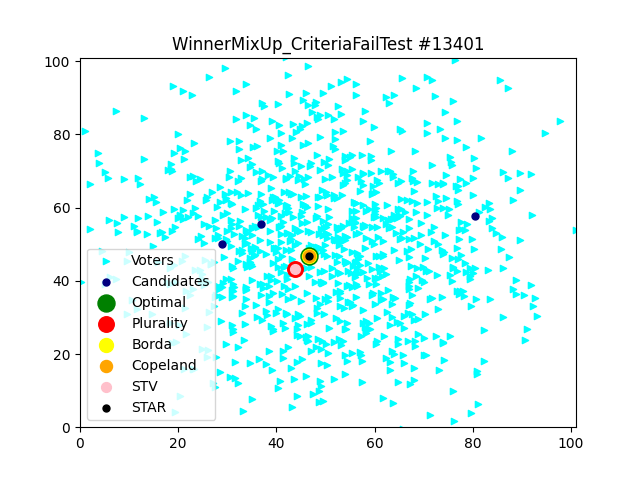 WinnerMixUp_CriteriaFailTest #13401
100
80
60
40
20
0
0
20
40
60
80
100
Voters
Candidates
Optimal
Plurality
Borda
Copeland
STV
STAR